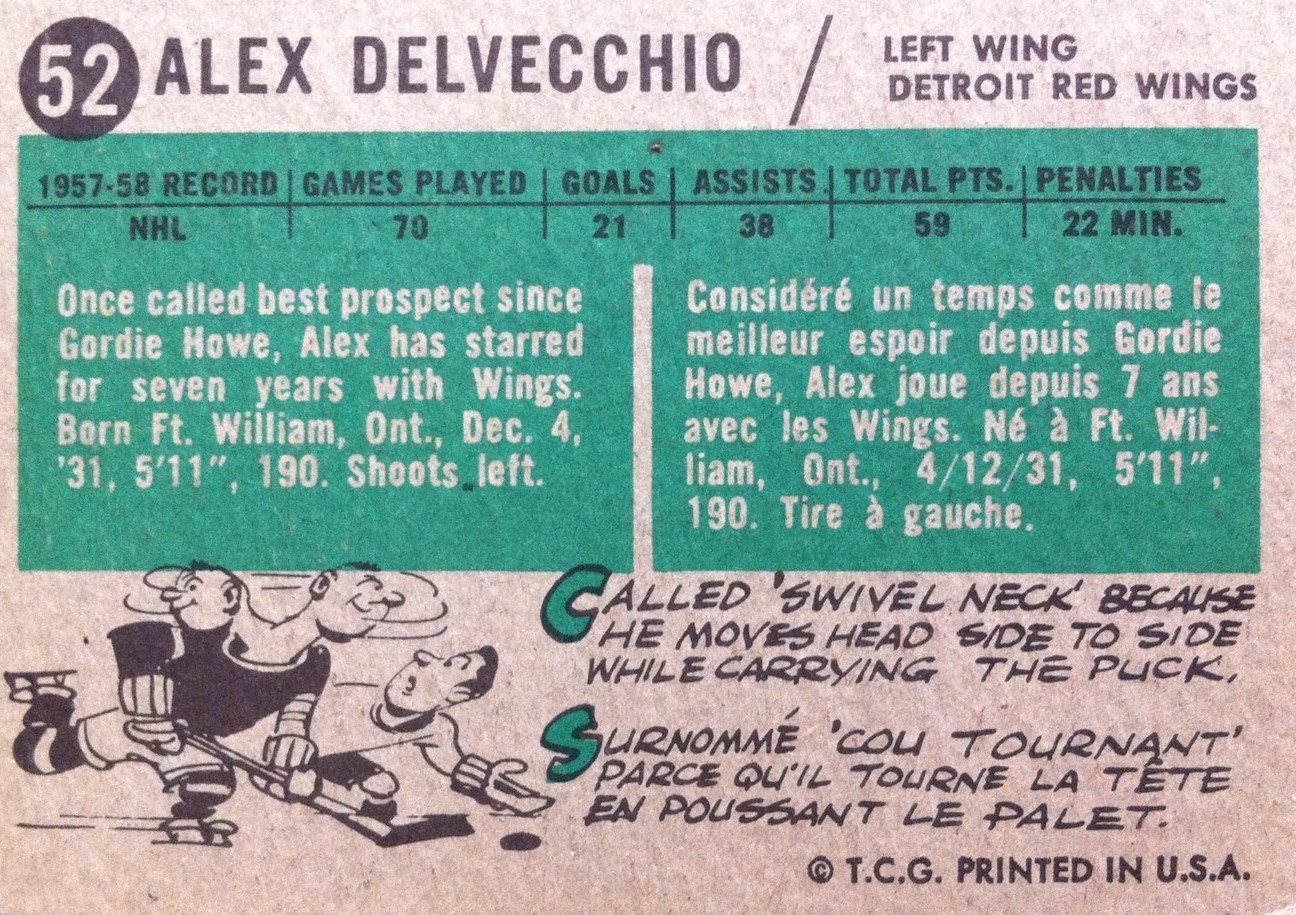 52 ALEX DELVECCHIO / LEFT WING
DETROIT RED WINGS
1957-58 RECORD | GAMES PLAYED | GOALS | ASSISTS | TOTAL PTS. | PENALTIES
NHL | 70 | 21 | 38 | 59 | 22 MIN.
Once called best prospect since
Gordie Howe, Alex has starred
for seven years with Wings.
Born Ft. William, Ont., Dec. 4,
'31, 5'11", 190. Shoots left.
Considéré un temps comme le
meilleur espoir depuis Gordie
Howe, Alex joue depuis 7 ans
avec les Wings. Né à Ft. Wil-
liam, Ont., 4/12/31, 5'11",
190. Tire à gauche.
CALLED 'SWIVEL NECK' BECAUSE
HE MOVES HEAD SIDE TO SIDE
WHILE CARRYING THE PUCK.
SURNOMMÉ 'COU TOURNANT'
PARCE QU'IL TOURNE LA TÊTE
EN POUSSANT LE PALET.
© T.C.G. PRINTED IN U.S.A.